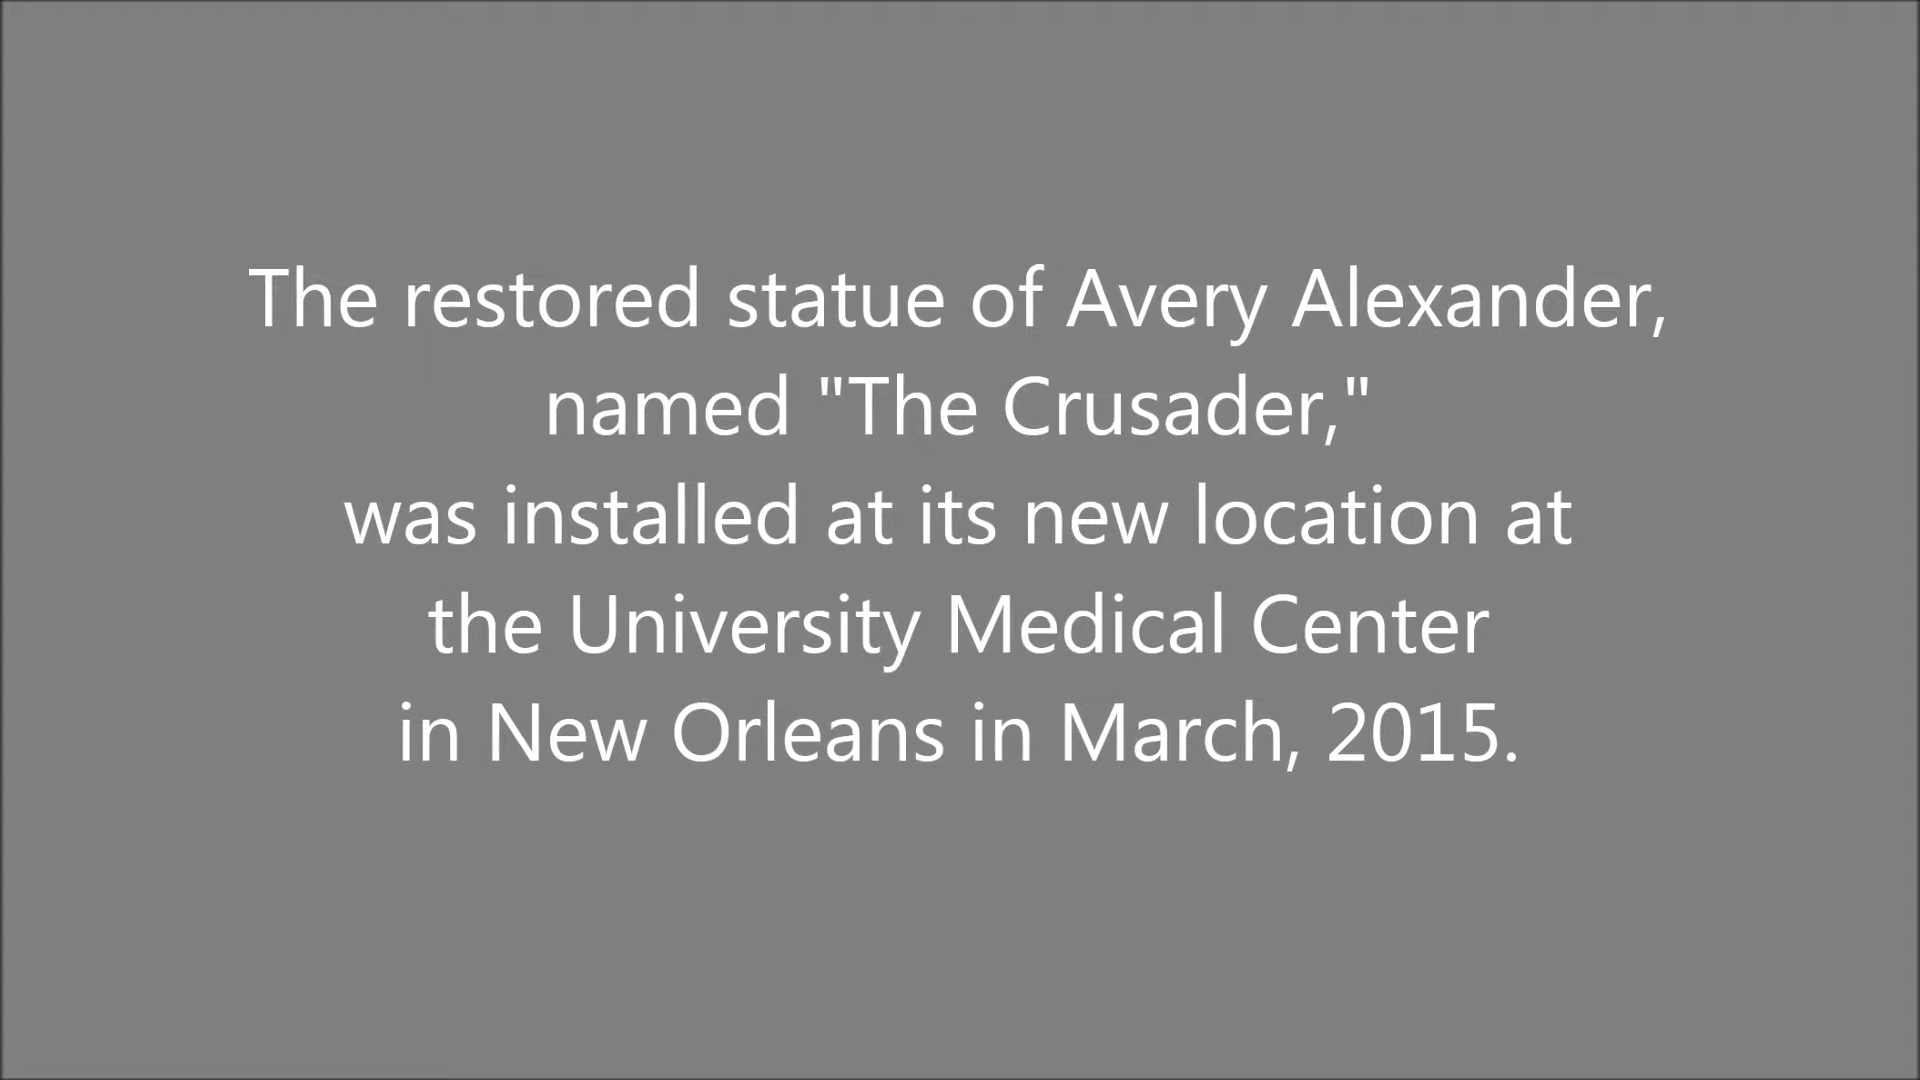 The restored statue of Avery Alexander,
named "The Crusader,"
was installed at its new location at
the University Medical Center
in New Orleans in March, 2015.